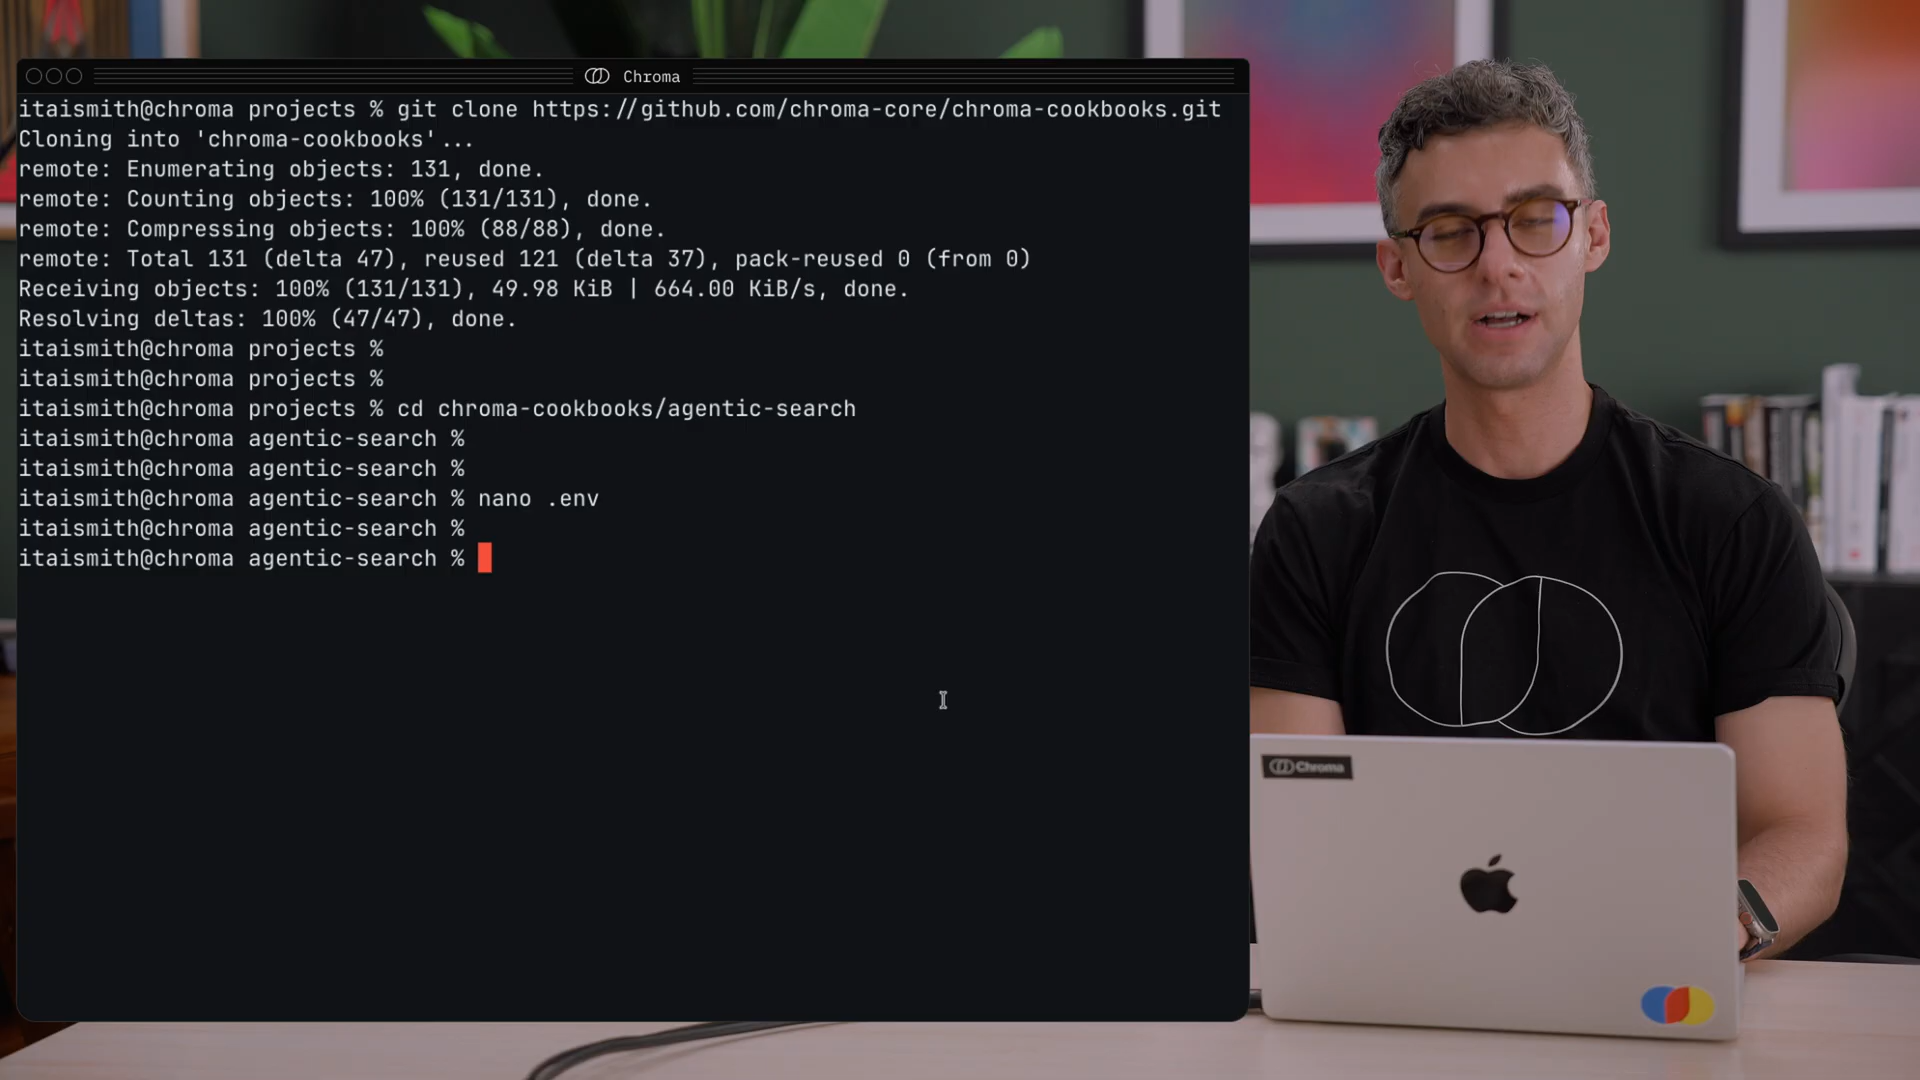 Chroma
itaismith@chroma projects % git clone https://github.com/chroma-core/chroma-cookbooks.git
Cloning into 'chroma-cookbooks'...
remote: Enumerating objects: 131, done.
remote: Counting objects: 100% (131/131), done.
remote: Compressing objects: 100% (88/88), done.
remote: Total 131 (delta 47), reused 121 (delta 37), pack-reused 0 (from 0)
Receiving objects: 100% (131/131), 49.98 KiB | 664.00 KiB/s, done.
Resolving deltas: 100% (47/47), done.
itaismith@chroma projects %
itaismith@chroma projects %
itaismith@chroma projects % cd chroma-cookbooks/agentic-search
itaismith@chroma agentic-search %
itaismith@chroma agentic-search %
itaismith@chroma agentic-search % nano .env
itaismith@chroma agentic-search %
itaismith@chroma agentic-search %
Chroma